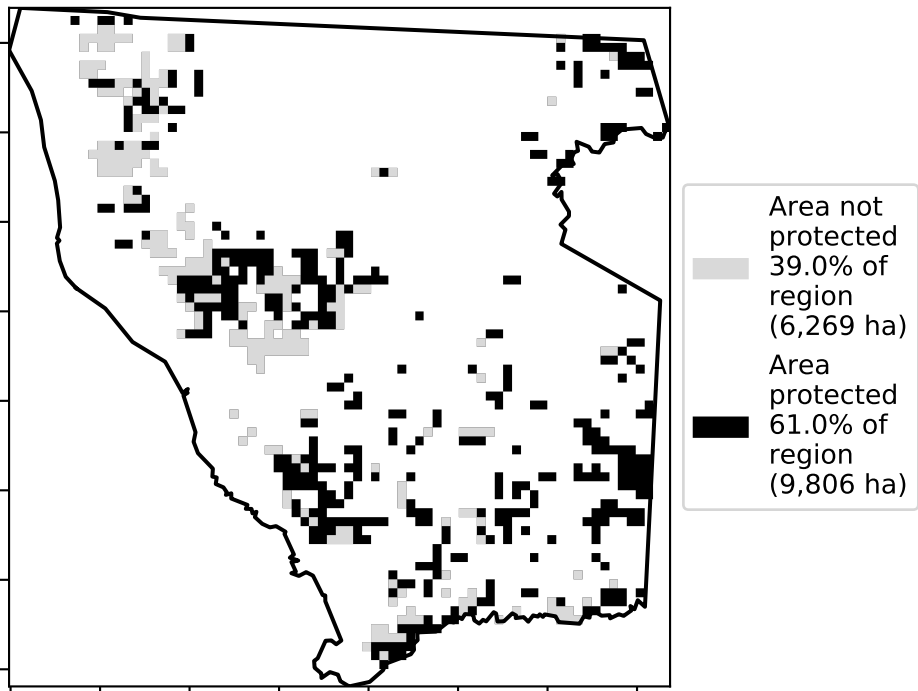 Area not
protected
39.0% of
region
(6,269 ha)
Area
protected
61.0% of
region
(9,806 ha)